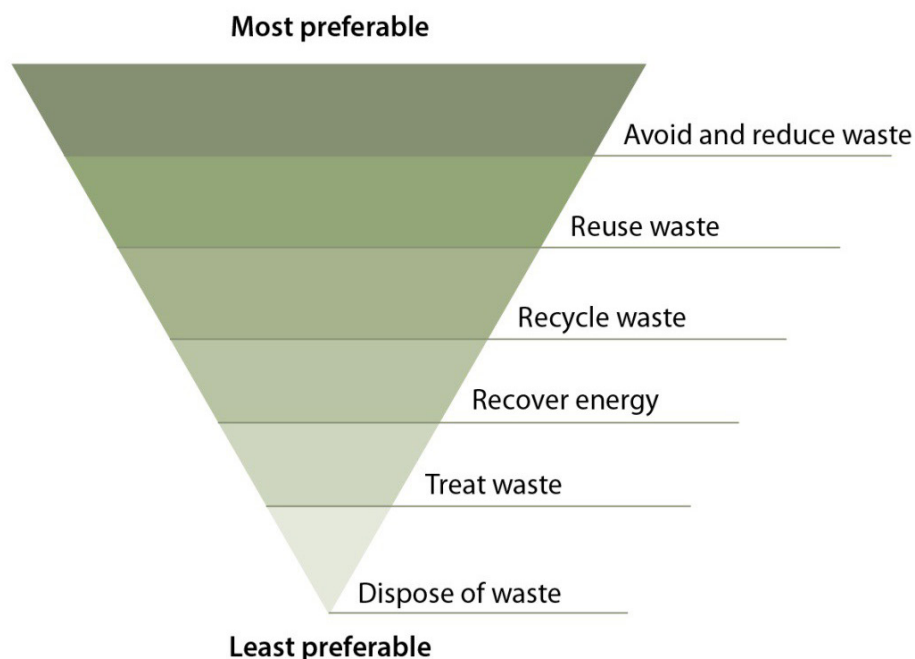 Most preferable
Avoid and reduce waste
Reuse waste
Recycle waste
Recover energy
Treat waste
Dispose of waste
Least preferable